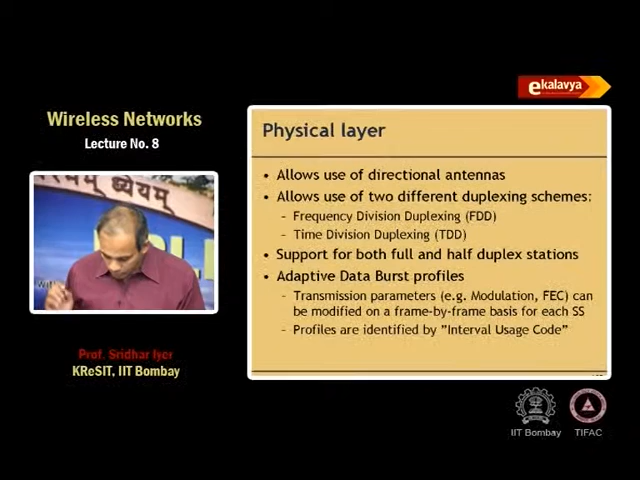 ekalavya
Wireless Networks
Lecture No. 8
Physical layer
• Allows use of directional antennas
• Allows use of two different duplexing schemes:
– Frequency Division Duplexing (FDD)
– Time Division Duplexing (TDD)
• Support for both full and half duplex stations
• Adaptive Data Burst profiles
– Transmission parameters (e.g. Modulation, FEC) can
be modified on a frame-by-frame basis for each SS
– Profiles are identified by "Interval Usage Code"
ध्येयम्
Prof. Sridhar Iyer
KReSIT, IIT Bombay
IIT Bombay
TIFAC